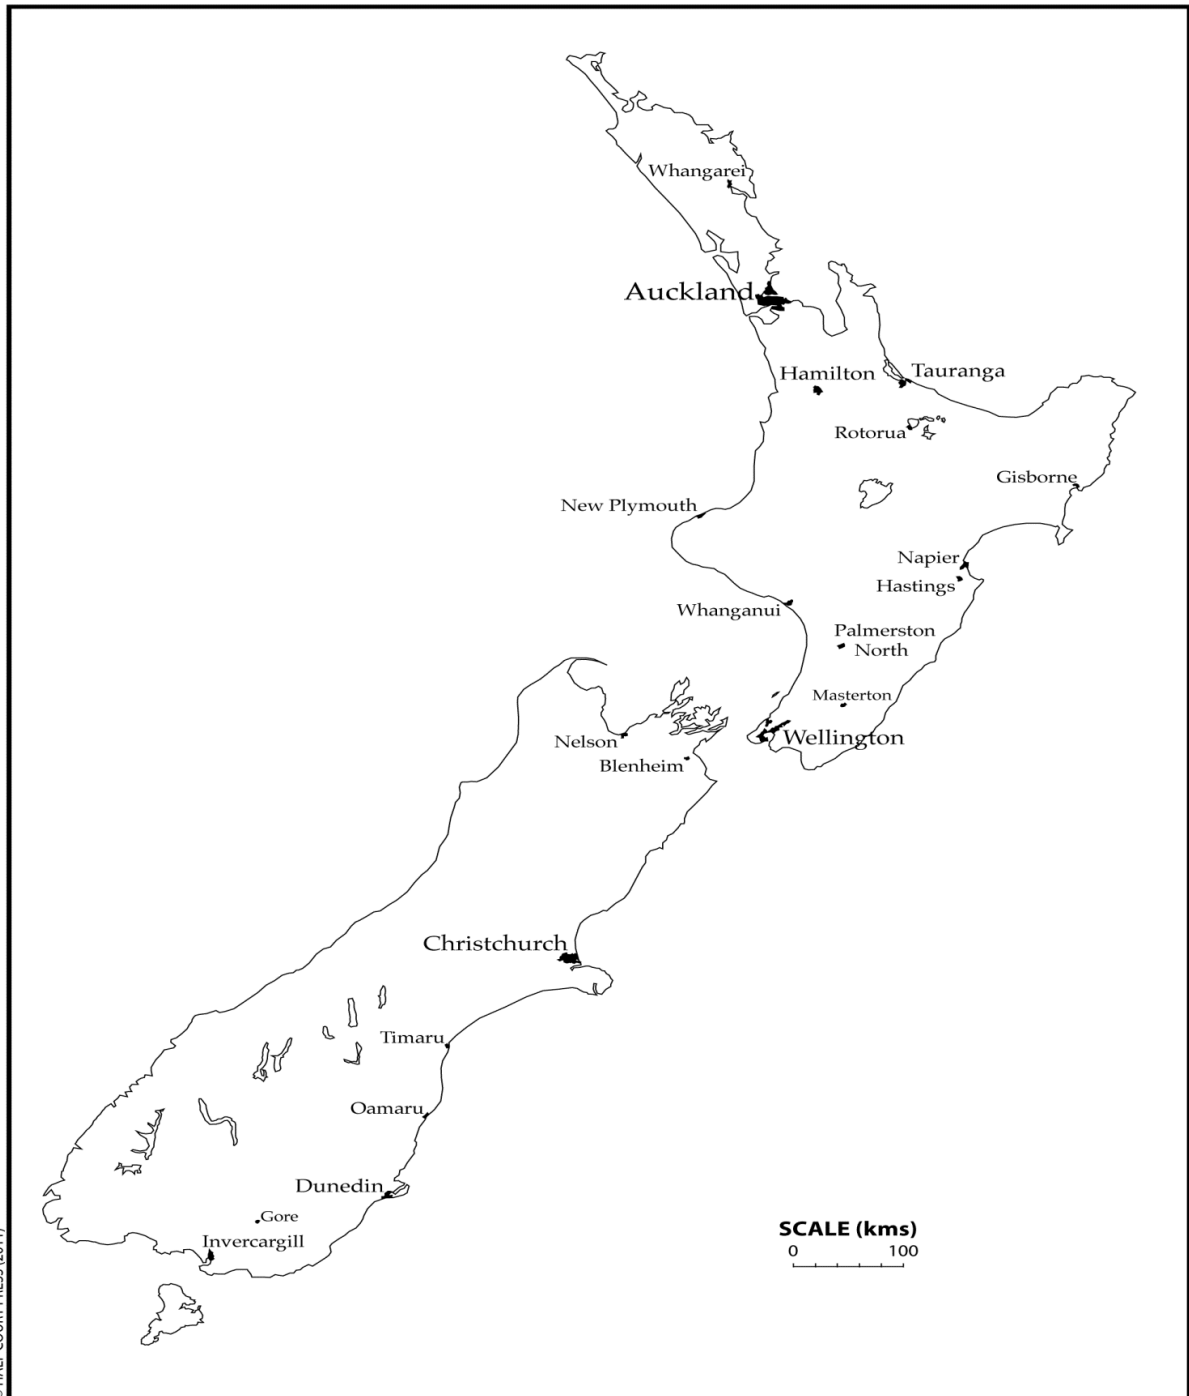 Whangarei
Auckland
Hamilton
Tauranga
Rotorua
Gisborne
New Plymouth
Napier
Hastings
Whanganui
Palmerston
North
Masterton
Wellington
Nelson
Blenheim
Christchurch
Timaru
Oamaru
Dunedin
Gore
Invercargill
SCALE (kms)
0 100